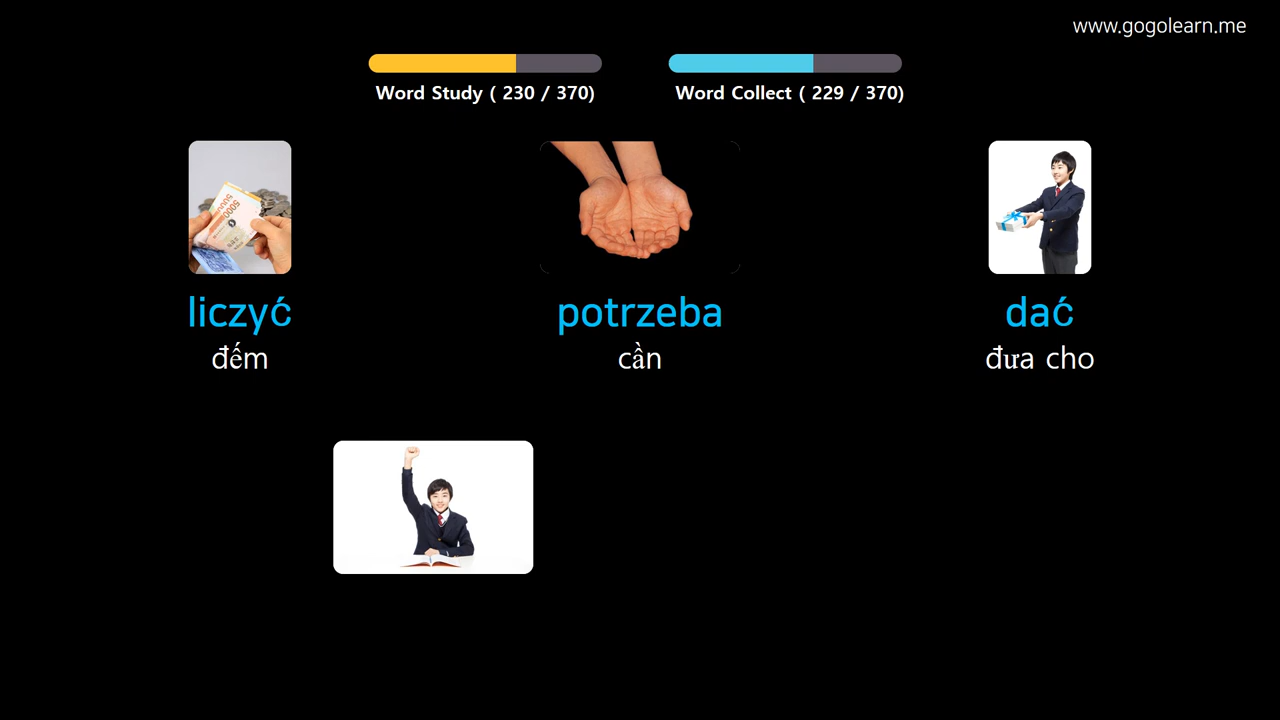 www.gogolearn.me
Word Study ( 230 / 370)
Word Collect ( 229 / 370)
liczyć
potrzeba
dać
đếm
cần
đưa cho